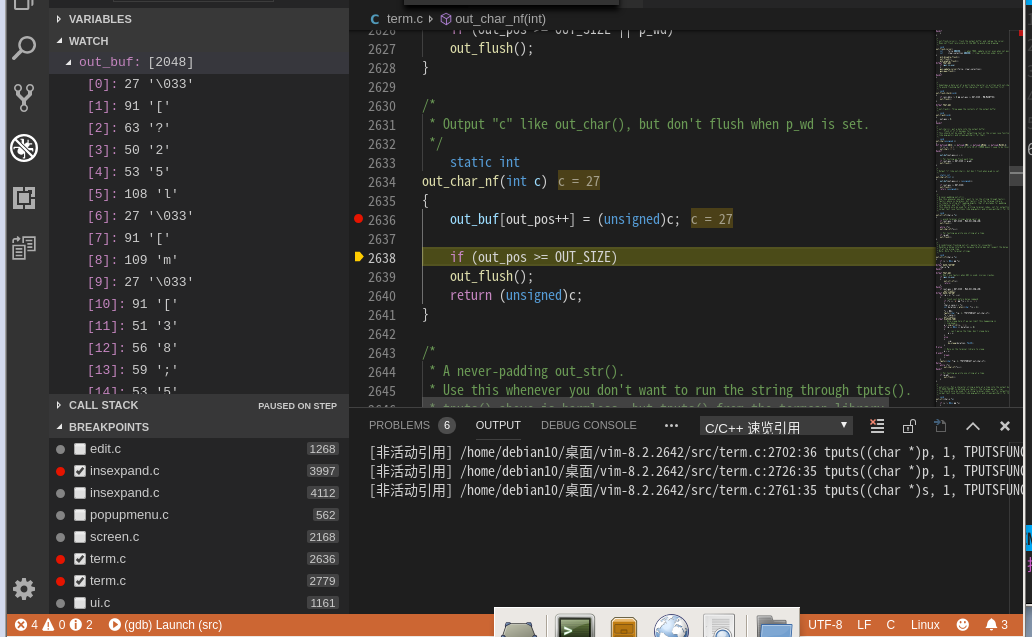 VARIABLES
WATCH
out_buf: [2048]
[0]: 27 '\033'
[1]: 91 '['
[2]: 63 '?'
[3]: 50 '2'
[4]: 53 '5'
[5]: 108 'l'
[6]: 27 '\033'
[7]: 91 '['
[8]: 109 'm'
[9]: 27 '\033'
[10]: 91 '['
[11]: 51 '3'
[12]: 56 '8'
[13]: 59 ';'
[14]: 53 '5'
CALL STACK PAUSED ON STEP
BREAKPOINTS
edit.c 1268
insexpand.c 3997
insexpand.c 4112
popupmenu.c 562
screen.c 2168
term.c 2636
term.c 2779
ui.c 1161
C term.c out_char_nf(int)
2626 if (out_pos >= OUT_SIZE || p_wd)
2627 out_flush();
2628 }
2629
2630 /*
2631 * Output "c" like out_char(), but don't flush when p_wd is set.
2632 */
2633 static int
2634 out_char_nf(int c) c = 27
2635 {
2636 out_buf[out_pos++] = (unsigned)c; c = 27
2637
2638 if (out_pos >= OUT_SIZE)
2639 out_flush();
2640 return (unsigned)c;
2641 }
2642
2643 /*
2644 * A never-padding out_str().
2645 * Use this whenever you don't want to run the string through tputs().
2646 * tputs() above is harmless, but tputs() from the termcap library
PROBLEMS 6 OUTPUT DEBUG CONSOLE ••• C/C++ 速览引用
[非活动引用] /home/debian10/桌面/vim-8.2.2642/src/term.c:2702:36 tputs((char *)p, 1, TPUTSFUNC
[非活动引用] /home/debian10/桌面/vim-8.2.2642/src/term.c:2726:35 tputs((char *)p, 1, TPUTSFUNC
[非活动引用] /home/debian10/桌面/vim-8.2.2642/src/term.c:2761:35 tputs((char *)s, 1, TPUTSFUNC
4 0 2 (gdb) Launch (src) UTF-8 LF C Linux 3